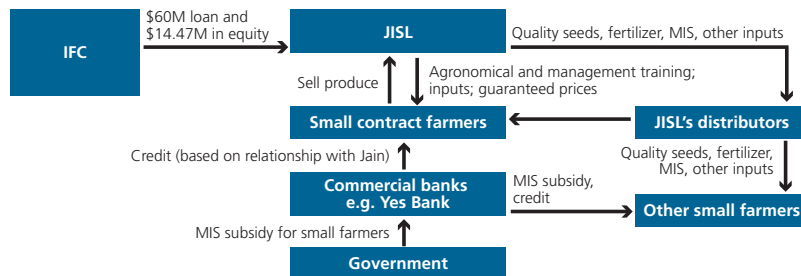 $60M loan and
$14.47M in equity
IFC
JISL
Quality seeds, fertilizer, MIS, other inputs
Sell produce
Agronomical and management training;
inputs; guaranteed prices
Small contract farmers
JISL's distributors
Credit (based on relationship with Jain)
Quality seeds, fertilizer,
MIS, other inputs
Commercial banks
e.g. Yes Bank
MIS subsidy,
credit
Other small farmers
MIS subsidy for small farmers
Government